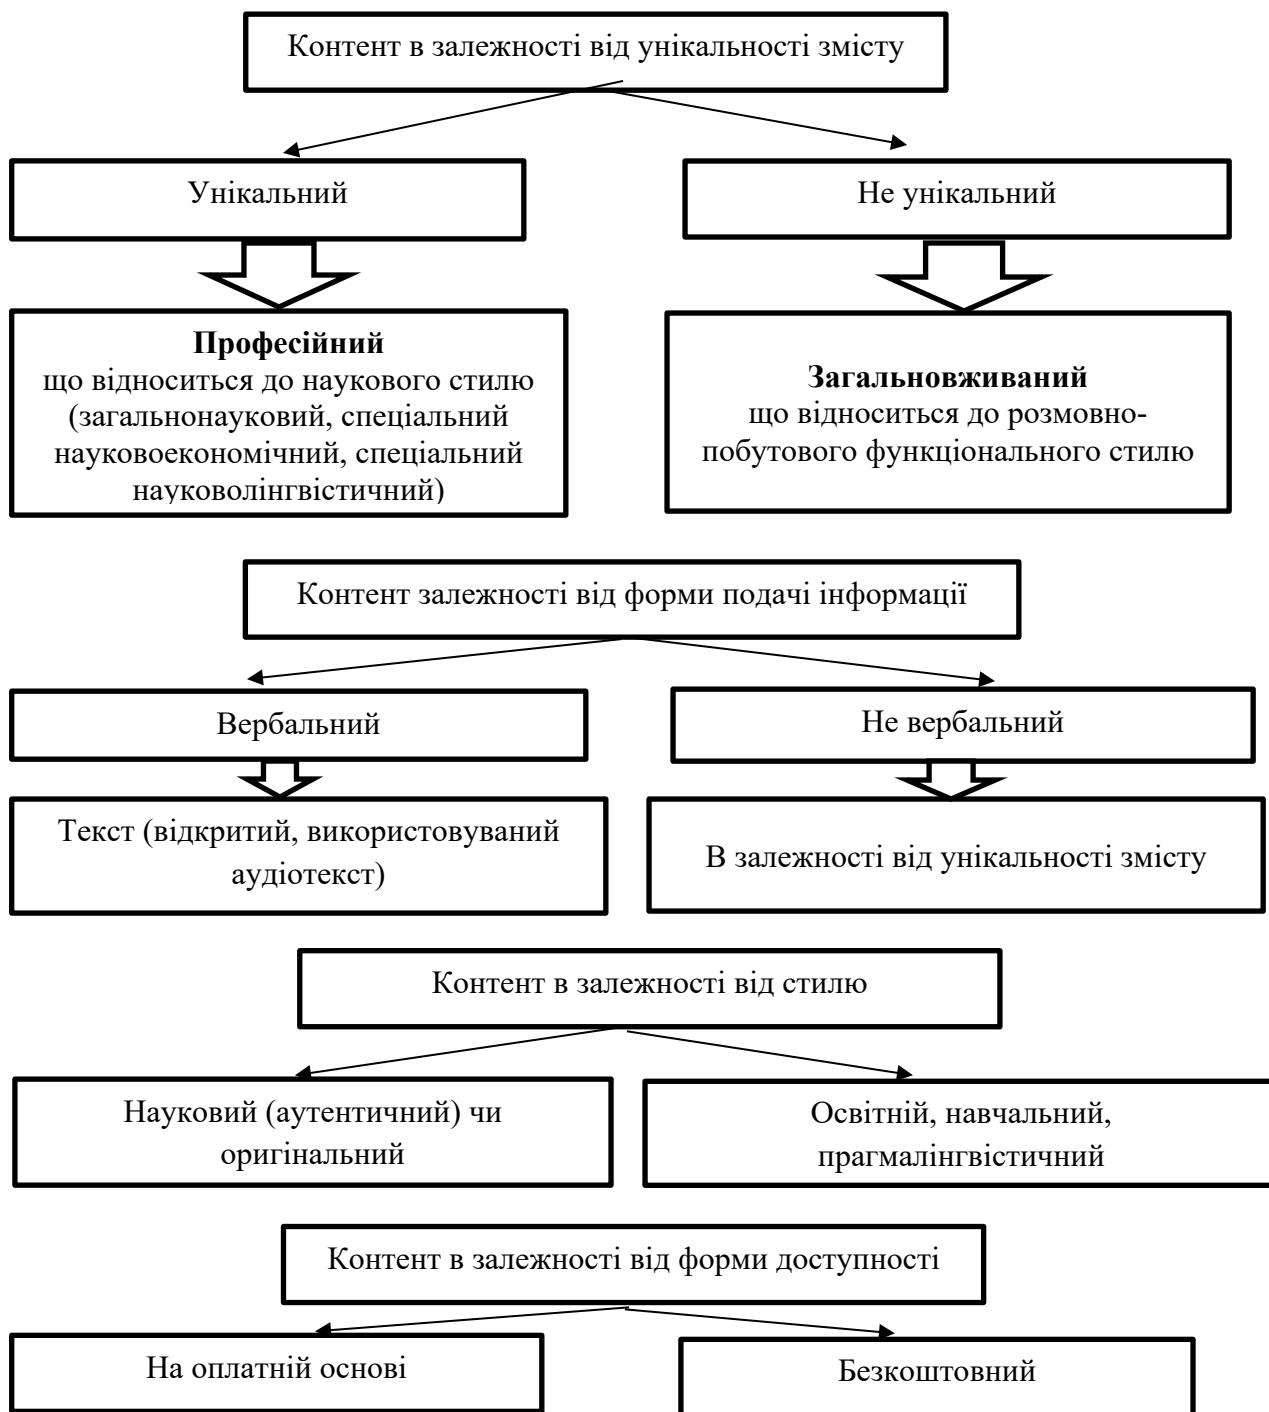 Контент в залежності від унікальності змісту
Унікальний
Не унікальний
Професійний
що відноситься до наукового стилю
(загальнонауковий, спеціальний
науковоекономічний, спеціальний
науковолінгвістичний)
Загальновживаний
що відноситься до розмовно-
побутового функціонального стилю
Контент залежності від форми подачі інформації
Вербальний
Не вербальний
Текст (відкритий, використовуваний
аудіотекст)
В залежності від унікальності змісту
Контент в залежності від стилю
Науковий (аутентичний) чи
оригінальний
Освітній, навчальний,
прагмалінгвістичний
Контент в залежності від форми доступності
На оплатній основі
Безкоштовний